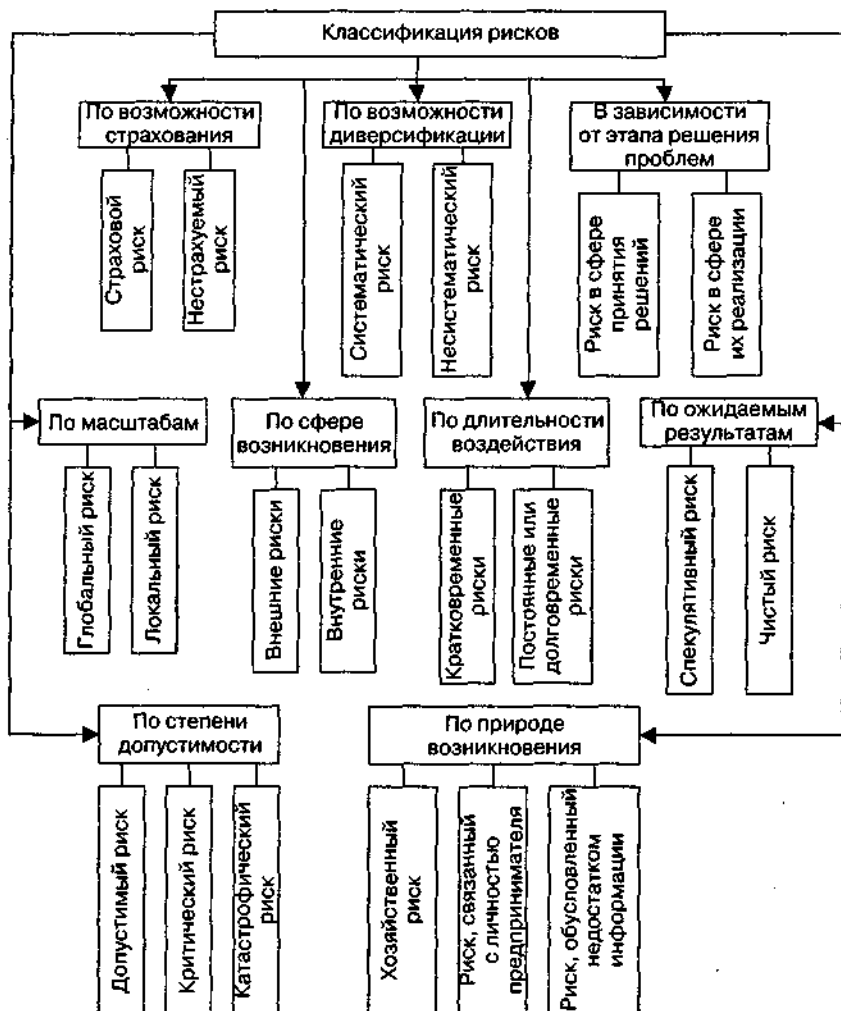 Классификация рисков
По возможности
страхования
По возможности
диверсификации
В зависимости
от этапа решения
проблем
Страховой
риск
Нестрахуемый
риск
Систематический
риск
Несистематический
риск
Риск в сфере
принятия
решений
Риск в сфере
их реализации
По масштабам
По сфере
возникновения
По длительности
воздействия
По ожидаемым
результатам
Глобальный риск
Локальный риск
Внешние риски
Внутренние
риски
Кратковременные
риски
Постоянные или
долговременные
риски
Спекулятивный риск
Чистый риск
По степени
допустимости
По природе
возникновения
Допустимый риск
Критический риск
Катастрофический
риск
Хозяйственный
риск
Риск, связанный
с личностью
предпринимателя
Риск, обусловленный
недостатком
информации